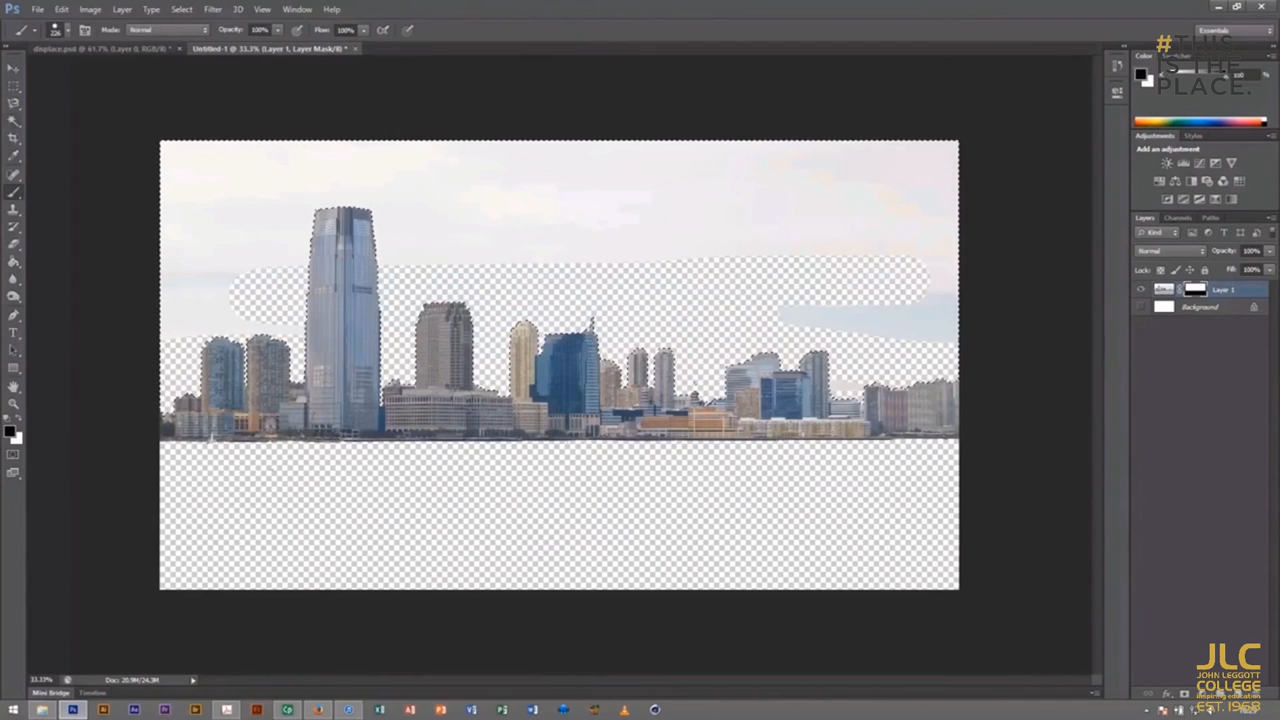 Ps File Edit Image Layer Type Select Filter 3D View Window Help
226 Mode: Normal Opacity: 100% Flow: 100% Essentials
displace.psd @ 61.7% (Layer 0, RGB/8) * × Untitled-1 @ 33.3% (Layer 1, Layer Mask/8) * ×
#THIS
IS THE
PLACE.
Color Swatches
K 100 %
Adjustments Styles
Add an adjustment
Layers Channels Paths
Kind
Normal Opacity: 100%
Lock: Fill: 100%
Layer 1
Background
33.33% Doc: 20.9M/24.3M
Mini Bridge Timeline
JLC
JOHN LEGGOTT
COLLEGE
inspiring education
EST. 1968